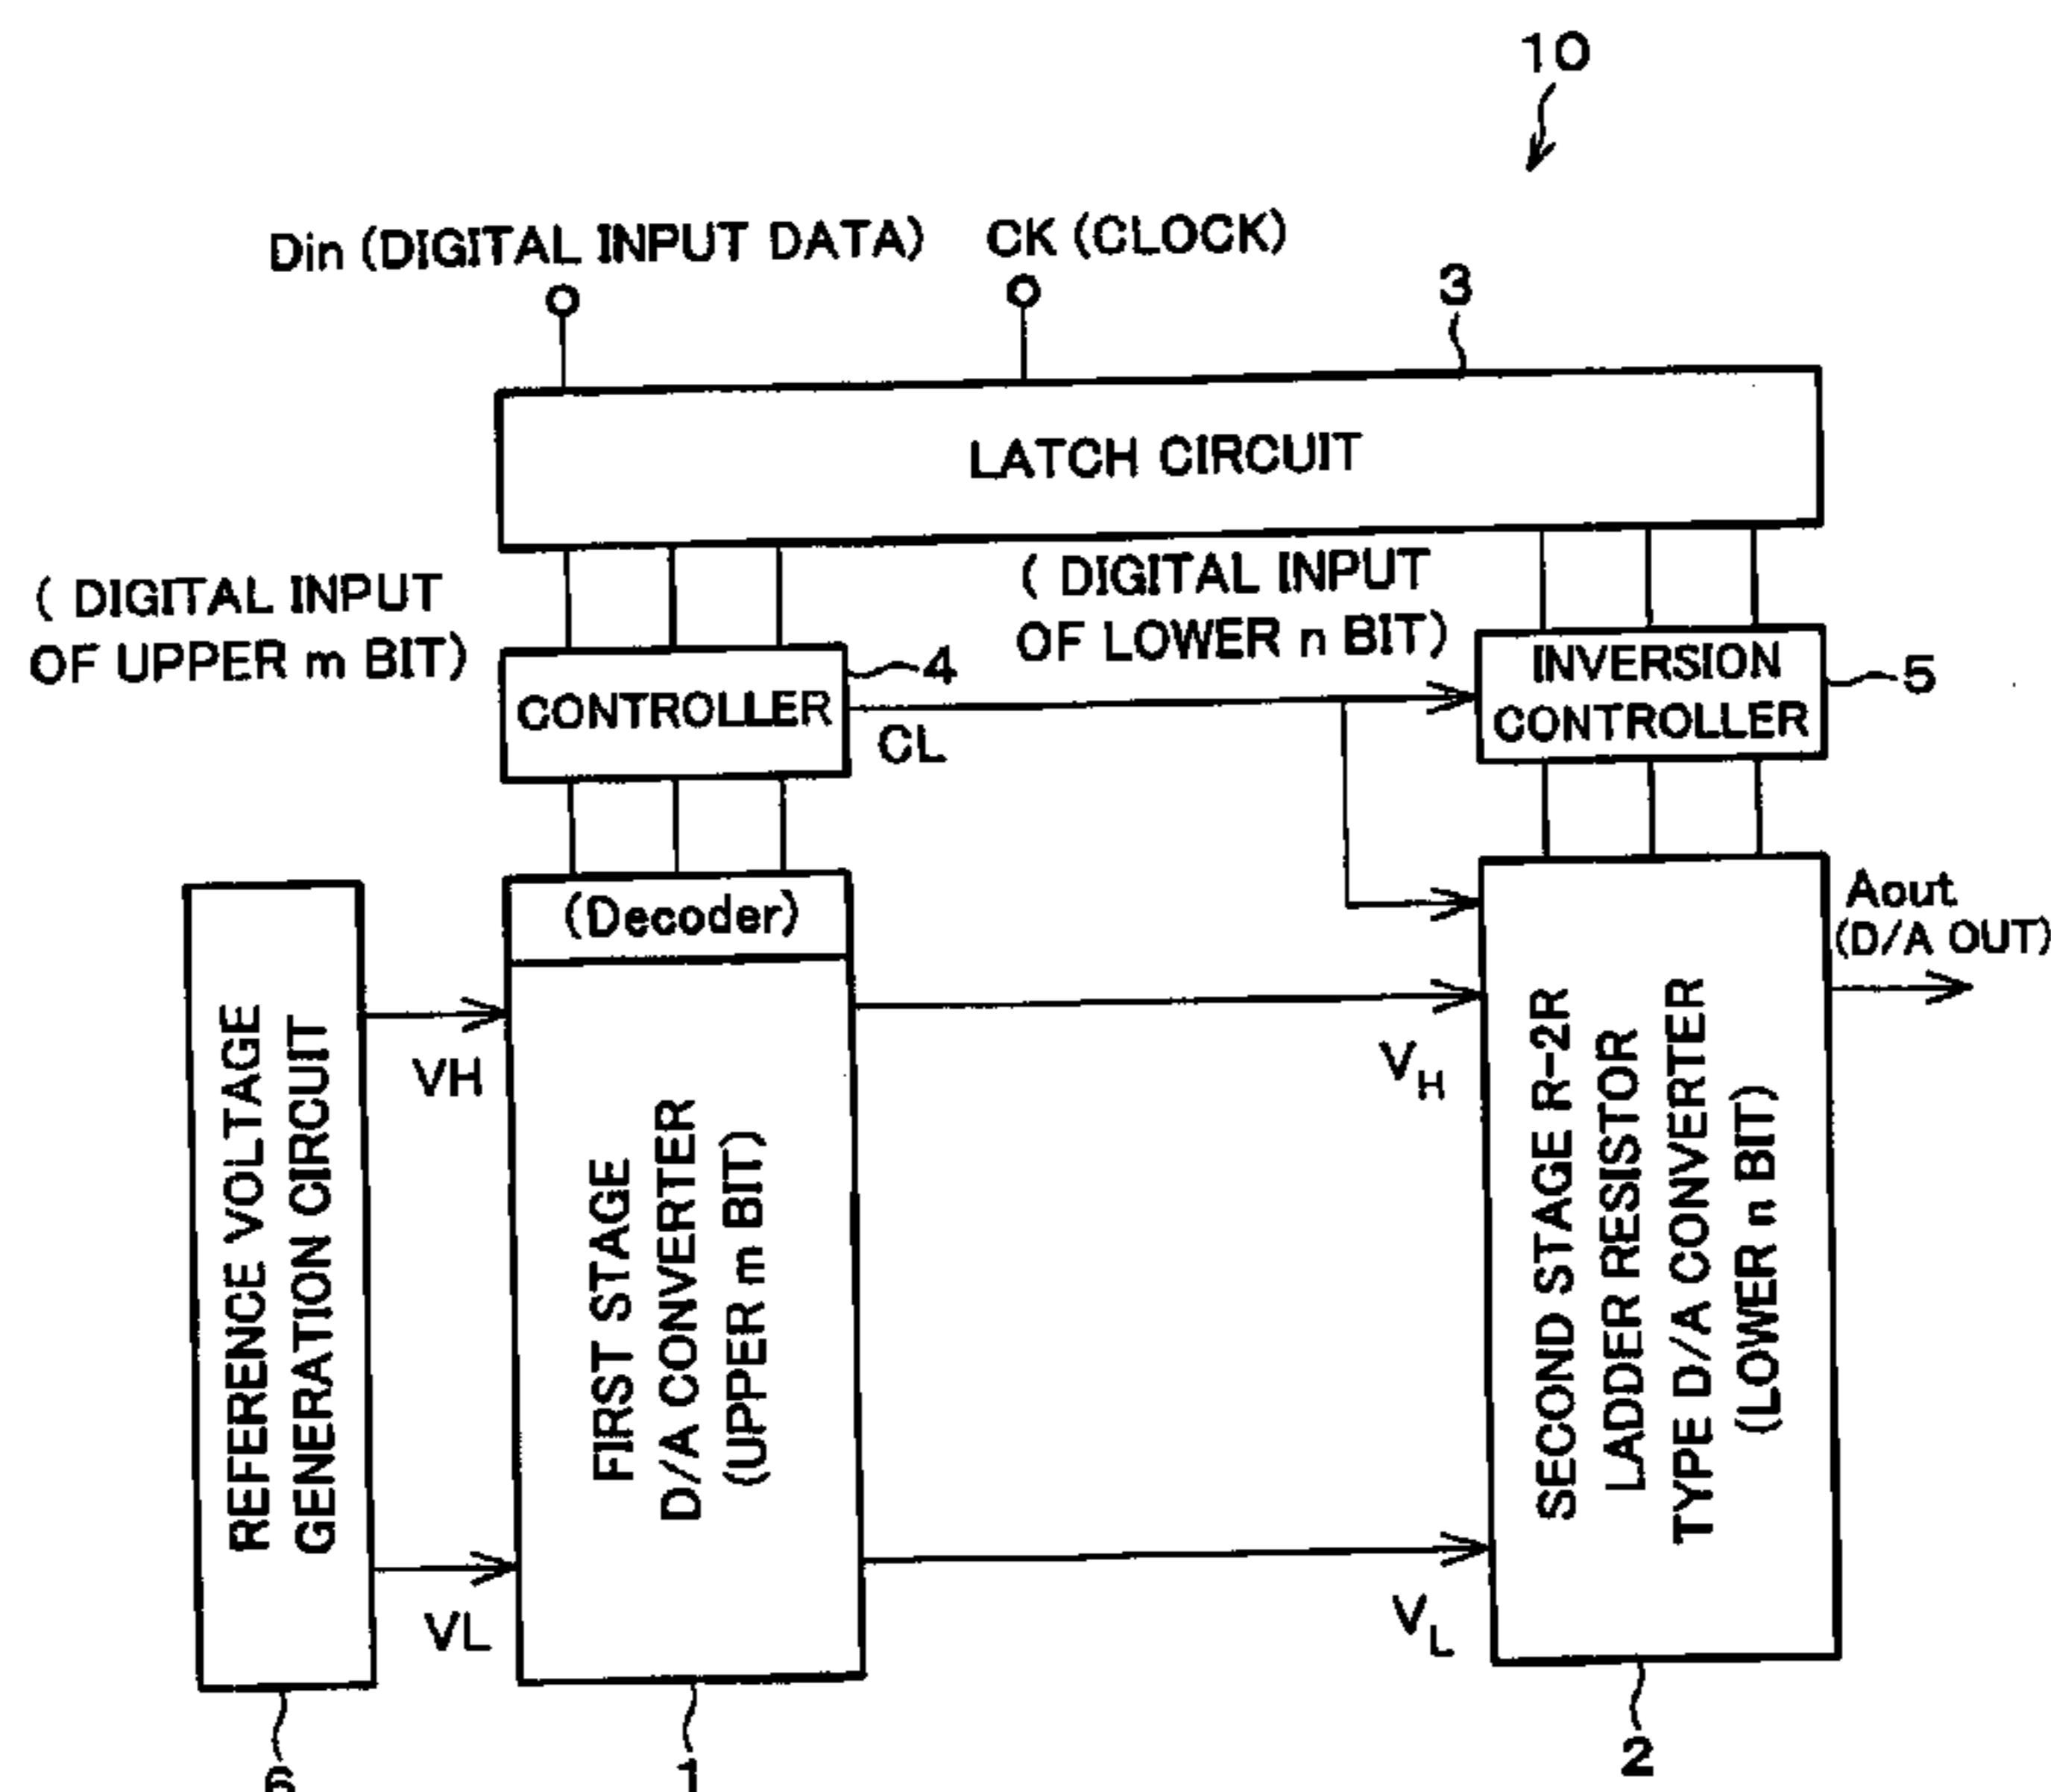 10
Din (DIGITAL INPUT DATA)
CK (CLOCK)
3
LATCH CIRCUIT
( DIGITAL INPUT
OF UPPER m BIT)
( DIGITAL INPUT
OF LOWER n BIT)
4
CONTROLLER
CL
INVERSION
CONTROLLER
5
(Decoder)
Aout
(D/A OUT)
REFERENCE VOLTAGE
GENERATION CIRCUIT
VH
VL
FIRST STAGE
D/A CONVERTER
(UPPER m BIT)
VH
VL
SECOND STAGE R-2R
LADDER RESISTOR
TYPE D/A CONVERTER
(LOWER n BIT)
6
1
2